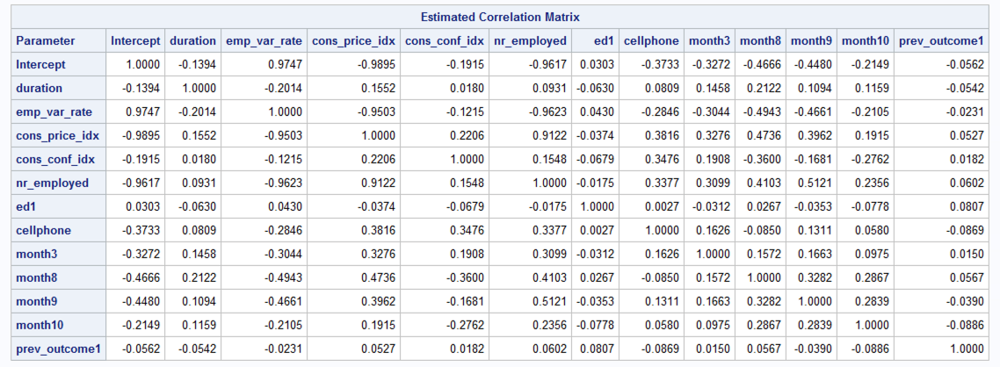 Estimated Correlation Matrix
Parameter Intercept duration emp_var_rate cons_price_idx cons_conf_idx nr_employed ed1 cellphone month3 month8 month9 month10 prev_outcome1
Intercept 1.0000 -0.1394 0.9747 -0.9895 -0.1915 -0.9617 0.0303 -0.3733 -0.3272 -0.4666 -0.4480 -0.2149 -0.0562
duration -0.1394 1.0000 -0.2014 0.1552 0.0180 0.0931 -0.0630 0.0809 0.1458 0.2122 0.1094 0.1159 -0.0542
emp_var_rate 0.9747 -0.2014 1.0000 -0.9503 -0.1215 -0.9623 0.0430 -0.2846 -0.3044 -0.4943 -0.4661 -0.2105 -0.0231
cons_price_idx -0.9895 0.1552 -0.9503 1.0000 0.2206 0.9122 -0.0374 0.3816 0.3276 0.4736 0.3962 0.1915 0.0527
cons_conf_idx -0.1915 0.0180 -0.1215 0.2206 1.0000 0.1548 -0.0679 0.3476 0.1908 -0.3600 -0.1681 -0.2762 0.0182
nr_employed -0.9617 0.0931 -0.9623 0.9122 0.1548 1.0000 -0.0175 0.3377 0.3099 0.4103 0.5121 0.2356 0.0602
ed1 0.0303 -0.0630 0.0430 -0.0374 -0.0679 -0.0175 1.0000 0.0027 -0.0312 0.0267 -0.0353 -0.0778 0.0807
cellphone -0.3733 0.0809 -0.2846 0.3816 0.3476 0.3377 0.0027 1.0000 0.1626 -0.0850 0.1311 0.0580 -0.0869
month3 -0.3272 0.1458 -0.3044 0.3276 0.1908 0.3099 -0.0312 0.1626 1.0000 0.1572 0.1663 0.0975 0.0150
month8 -0.4666 0.2122 -0.4943 0.4736 -0.3600 0.4103 0.0267 -0.0850 0.1572 1.0000 0.3282 0.2867 0.0567
month9 -0.4480 0.1094 -0.4661 0.3962 -0.1681 0.5121 -0.0353 0.1311 0.1663 0.3282 1.0000 0.2839 -0.0390
month10 -0.2149 0.1159 -0.2105 0.1915 -0.2762 0.2356 -0.0778 0.0580 0.0975 0.2867 0.2839 1.0000 -0.0886
prev_outcome1 -0.0562 -0.0542 -0.0231 0.0527 0.0182 0.0602 0.0807 -0.0869 0.0150 0.0567 -0.0390 -0.0886 1.0000